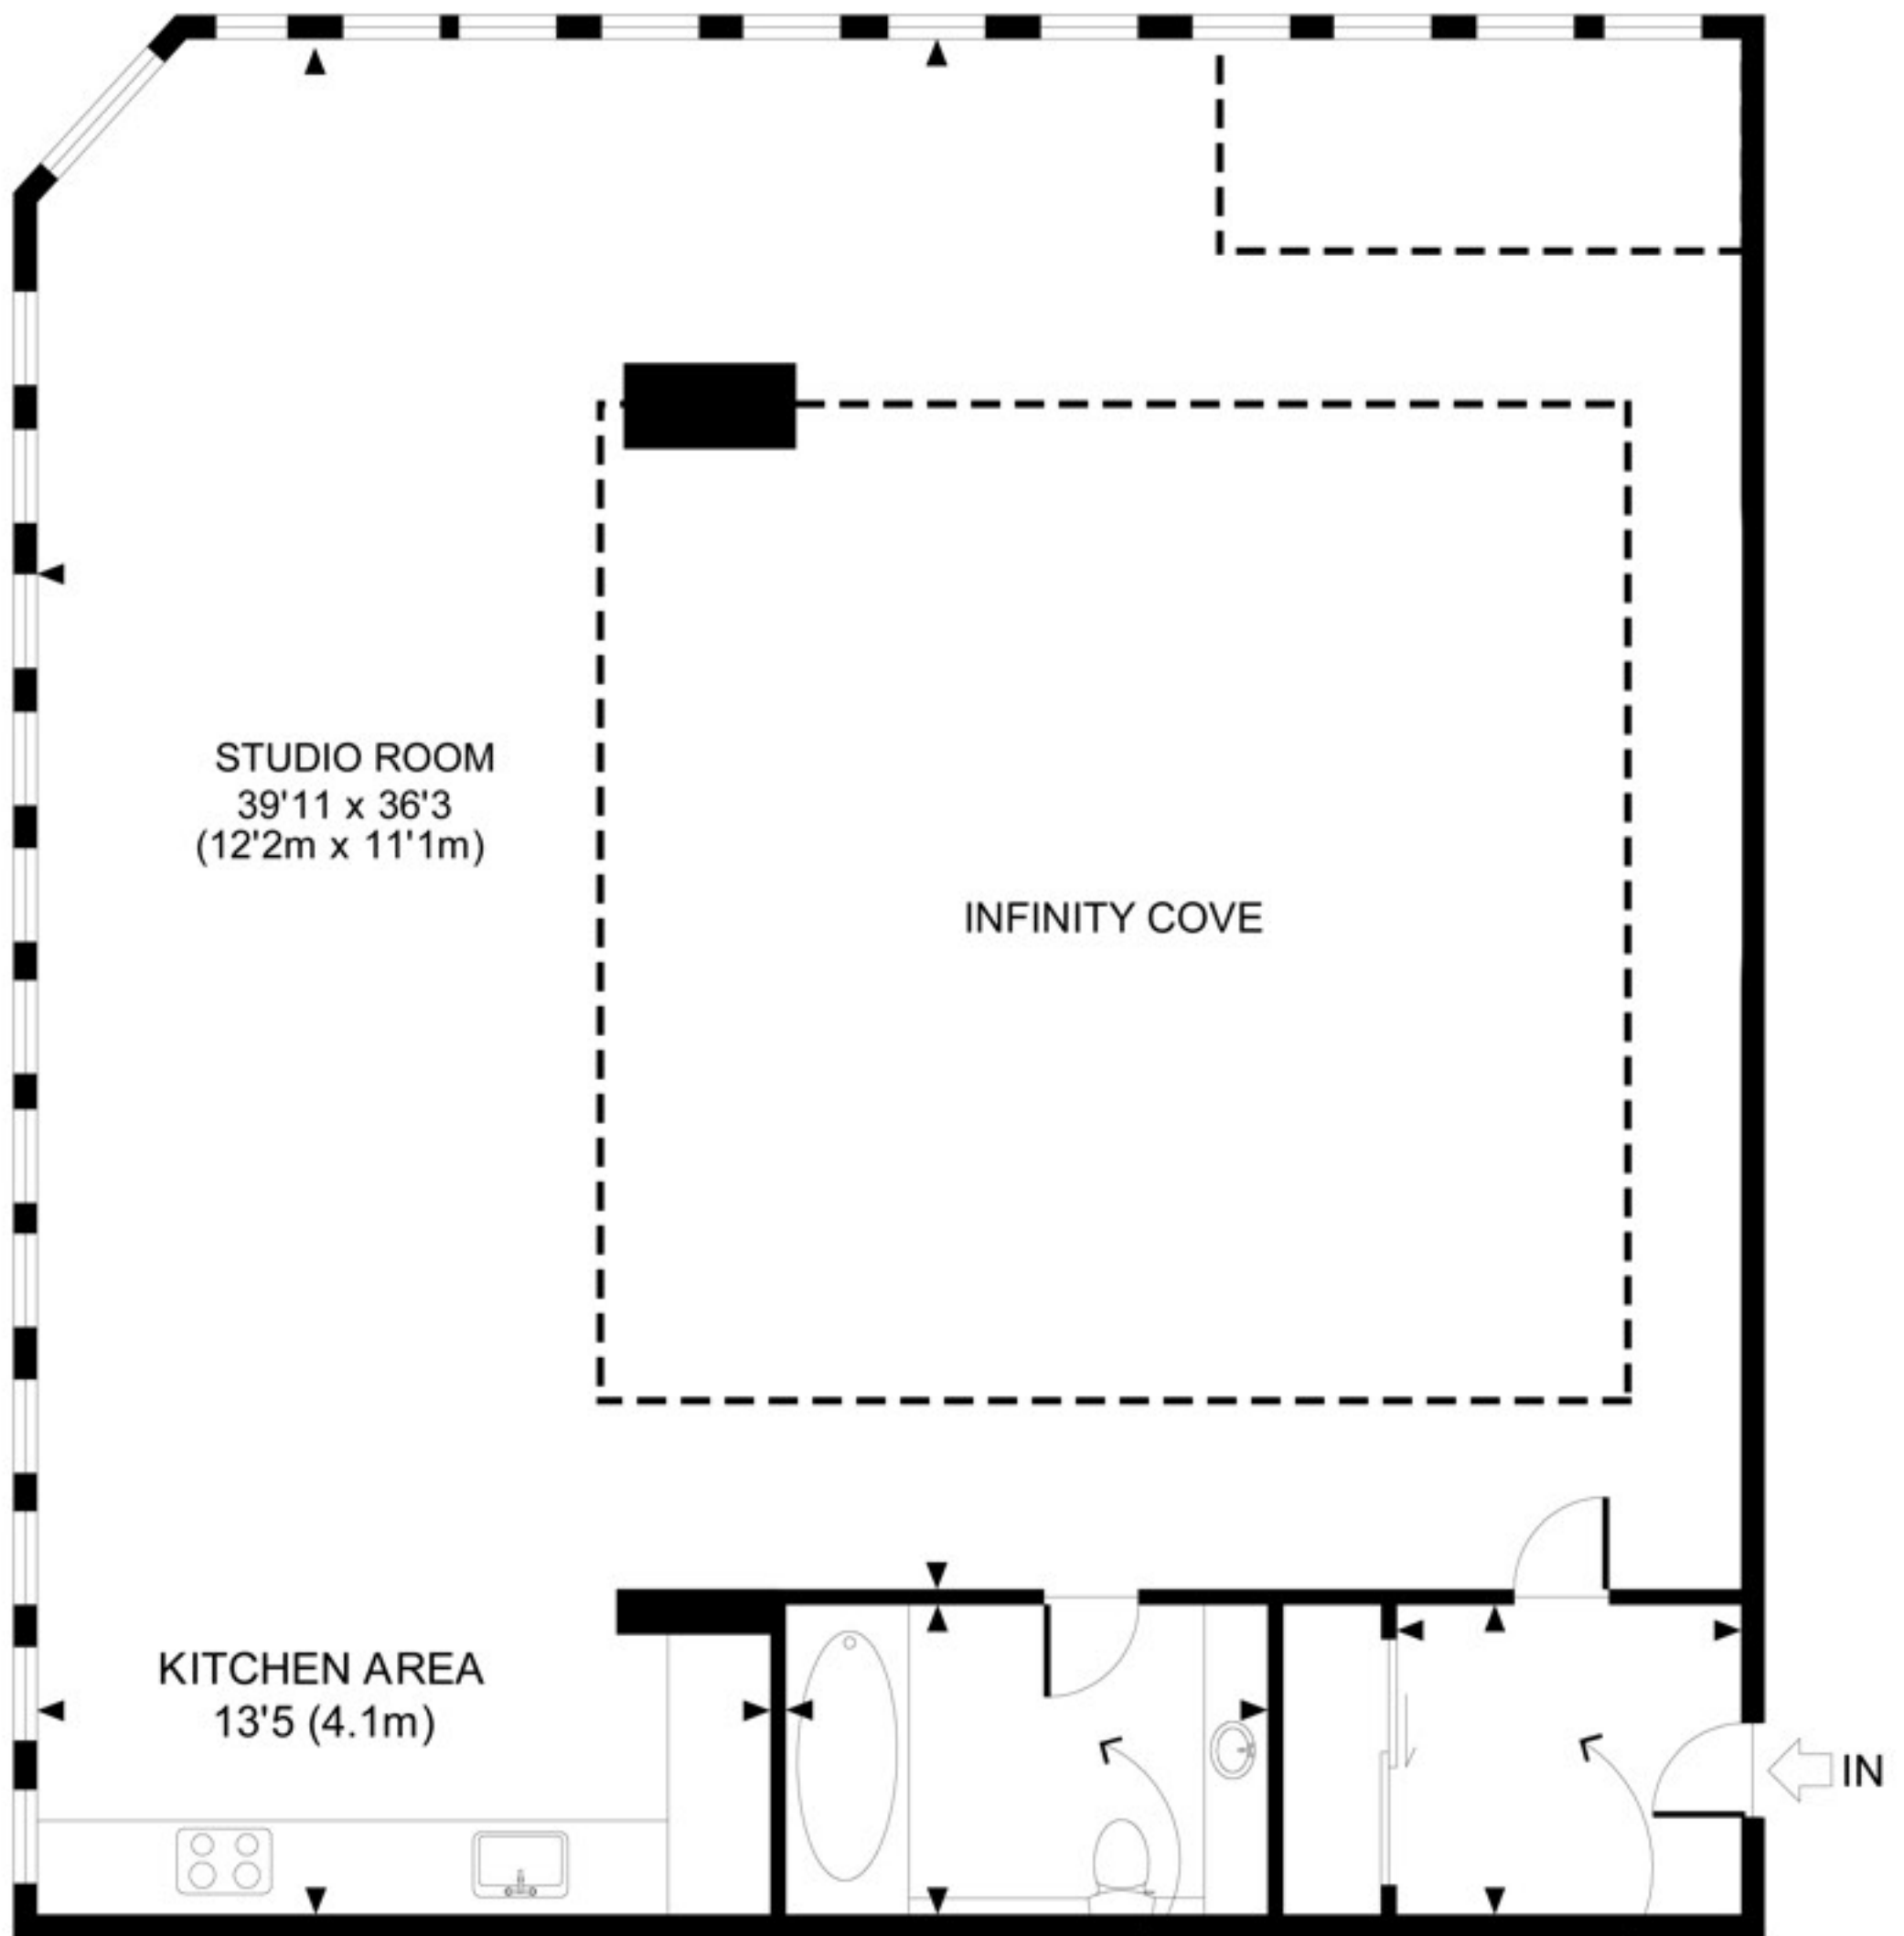 STUDIO ROOM
39'11 x 36'3
(12'2m x 11'1m)
INFINITY COVE
KITCHEN AREA
13'5 (4.1m)
IN